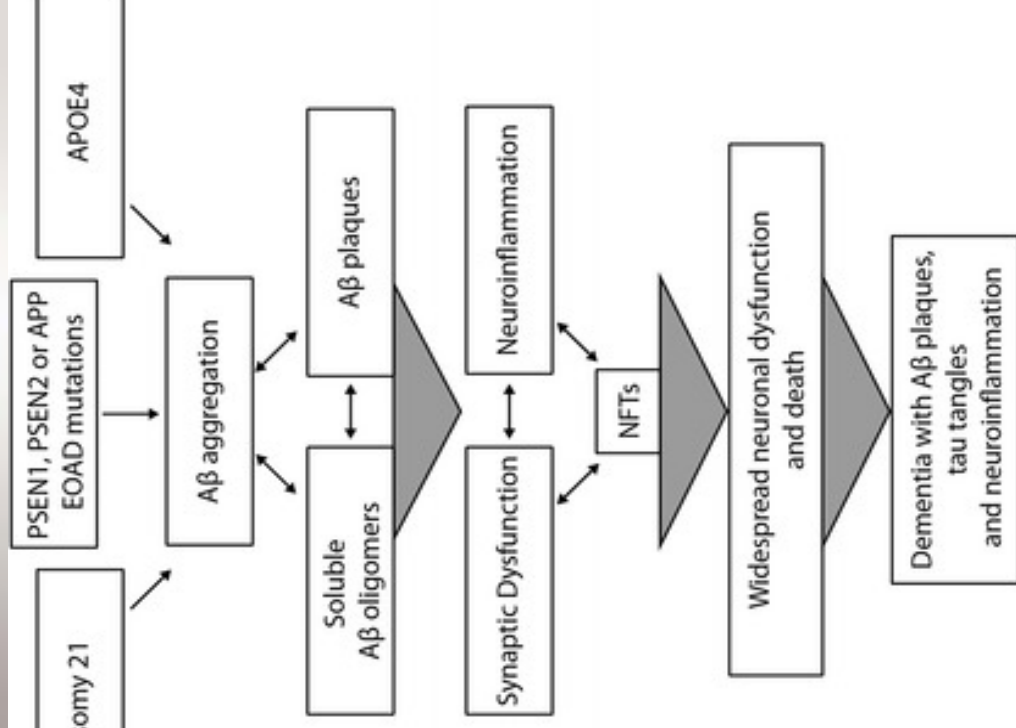 omy 21
PSEN1, PSEN2 or APP
EOAD mutations
APOE4
Aβ aggregation
Soluble
Aβ oligomers
Aβ plaques
Synaptic Dysfunction
Neuroinflammation
NFTs
Widespread neuronal dysfunction
and death
Dementia with Aβ plaques,
tau tangles
and neuroinflammation